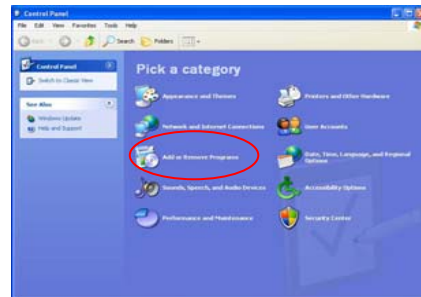 Control Panel
File Edit View Favorites Tools Help
Back Search Folders
Control Panel
Switch to Classic View
See Also
Windows Update
Help and Support
Pick a category
Appearance and Themes
Printers and Other Hardware
Network and Internet Connections
User Accounts
Add or Remove Programs
Date, Time, Language, and Regional
Options
Sounds, Speech, and Audio Devices
Accessibility Options
Performance and Maintenance
Security Center